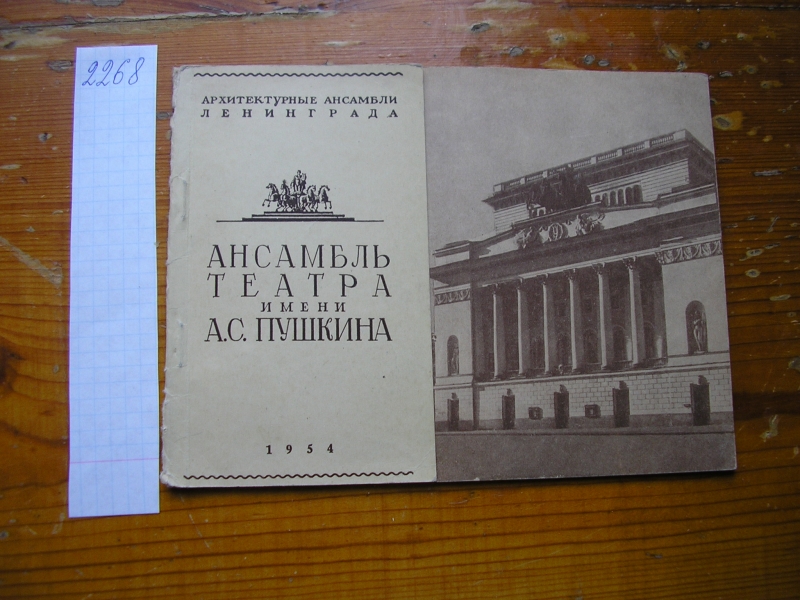 2268
АРХИТЕКТУРНЫЕ АНСАМБЛИ
ЛЕНИНГРАДА
АНСАМБЛЬ
ТЕАТРА
ИМЕНИ
А.С. ПУШКИНА
1954